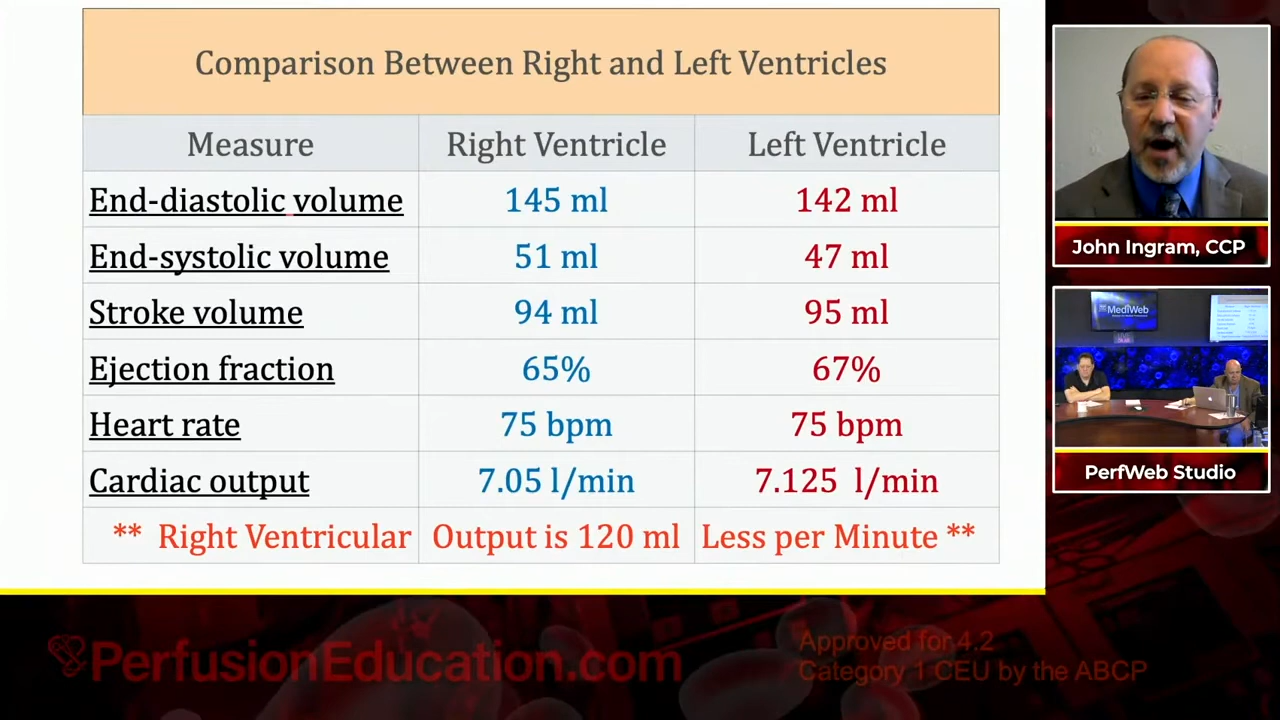 Comparison Between Right and Left Ventricles
Measure Right Ventricle Left Ventricle
End-diastolic volume 145 ml 142 ml
End-systolic volume 51 ml 47 ml
Stroke volume 94 ml 95 ml
Ejection fraction 65% 67%
Heart rate 75 bpm 75 bpm
Cardiac output 7.05 l/min 7.125 l/min
** Right Ventricular Output is 120 ml Less per Minute **
John Ingram, CCP
MediWeb
PerfWeb Studio
PerfusionEducation.com
Approved for 4.2
Category 1 CEU by the ABCP